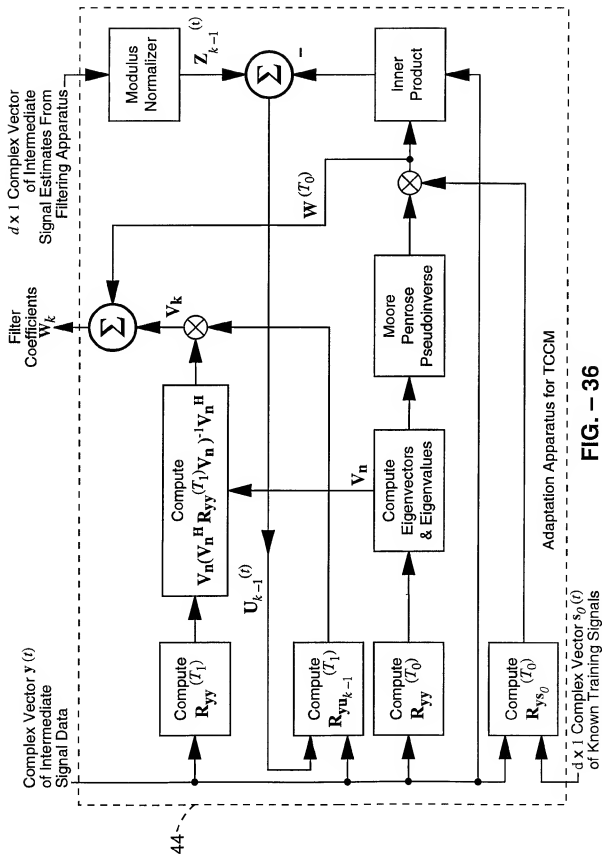 Complex Vector y (t)
of Intermediate
Signal Data
Filter
Coefficients
W_k
d x 1 Complex Vector
of Intermediate
Signal Estimates From
Filtering Apparatus
44
Compute
R_yy^(T_1)
Compute
V_n(V_n^H R_yy^(T_1) V_n)^-1 V_n^H
Σ
V_k
W^(T_0)
Modulus
Normalizer
Z_k-1^(t)
Σ
−
U_k-1^(t)
Compute
R_yu_k-1^(T_1)
V_n
Compute
R_yy^(T_0)
Compute
Eigenvectors
& Eigenvalues
Moore
Penrose
Pseudoinverse
Inner
Product
Compute
R_ys_0^(T_0)
d x 1 Complex Vector s_0 (t)
of Known Training Signals
Adaptation Apparatus for TCCM
FIG. – 36